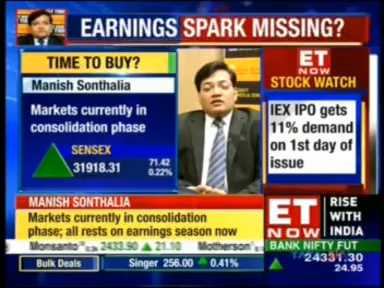 EARNINGS SPARK MISSING?
TIME TO BUY?
Manish Sonthalia
Markets currently in
consolidation phase
SENSEX
31918.31
71.42
0.22%
ET
NOW
STOCK WATCH
IEX IPO gets
11% demand
on 1st day of
issue
MANISH SONTHALIA
Markets currently in consolidation
phase; all rests on earnings season now
ET
NOW
RISE
WITH
INDIA
Monsanto 2433.90 21.10 Motherson
BANK NIFTY FUT
24331.30
24.95
Bulk Deals Singer 256.00 0.41%